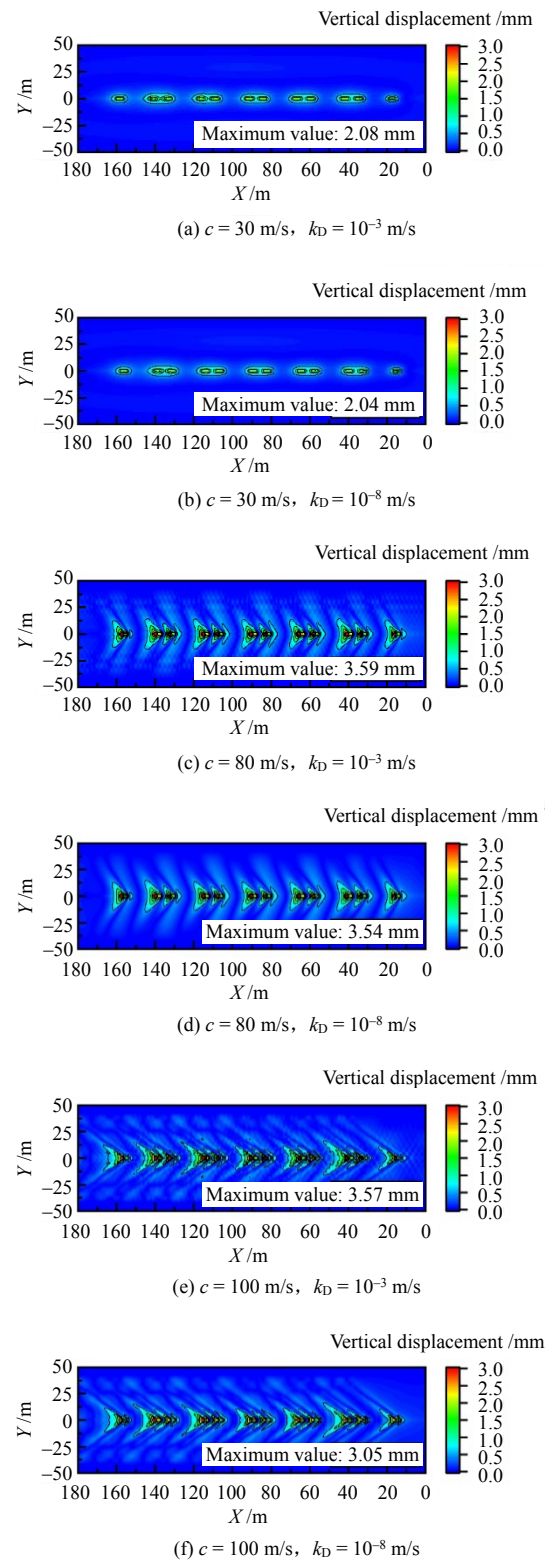 Vertical displacement /mm
50
25
0
−25
−50
Y /m
3.0
2.5
2.0
1.5
1.0
0.5
0.0
Maximum value: 2.08 mm
180 160 140 120 100 80 60 40 20 0
X /m
(a) c = 30 m/s，kD = 10⁻³ m/s
Vertical displacement /mm
50
25
0
−25
−50
Y /m
3.0
2.5
2.0
1.5
1.0
0.5
0.0
Maximum value: 2.04 mm
180 160 140 120 100 80 60 40 20 0
X /m
(b) c = 30 m/s，kD = 10⁻⁸ m/s
Vertical displacement /mm
50
25
0
−25
−50
Y /m
3.0
2.5
2.0
1.5
1.0
0.5
0.0
Maximum value: 3.59 mm
180 160 140 120 100 80 60 40 20 0
X /m
(c) c = 80 m/s，kD = 10⁻³ m/s
Vertical displacement /mm
50
25
0
−25
−50
Y /m
3.0
2.5
2.0
1.5
1.0
0.5
0.0
Maximum value: 3.54 mm
180 160 140 120 100 80 60 40 20 0
X /m
(d) c = 80 m/s，kD = 10⁻⁸ m/s
Vertical displacement /mm
50
25
0
−25
−50
Y /m
3.0
2.5
2.0
1.5
1.0
0.5
0.0
Maximum value: 3.57 mm
180 160 140 120 100 80 60 40 20 0
X /m
(e) c = 100 m/s，kD = 10⁻³ m/s
Vertical displacement /mm
50
25
0
−25
−50
Y /m
3.0
2.5
2.0
1.5
1.0
0.5
0.0
Maximum value: 3.05 mm
180 160 140 120 100 80 60 40 20 0
X /m
(f) c = 100 m/s，kD = 10⁻⁸ m/s